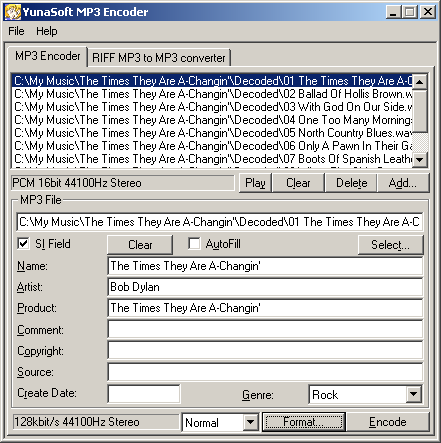 YunaSoft MP3 Encoder
File Help
MP3 Encoder RIFF MP3 to MP3 converter
C:\My Music\The Times They Are A-Changin'\Decoded\01 The Times They Are A-C
C:\My Music\The Times They Are A-Changin'\Decoded\02 Ballad Of Hollis Brown.wa
C:\My Music\The Times They Are A-Changin'\Decoded\03 With God On Our Side.w
C:\My Music\The Times They Are A-Changin'\Decoded\04 One Too Many Morning
C:\My Music\The Times They Are A-Changin'\Decoded\05 North Country Blues.wa
C:\My Music\The Times They Are A-Changin'\Decoded\06 Only A Pawn In Their Ga
C:\My Music\The Times They Are A-Changin'\Decoded\07 Boots Of Spanish Leathe
PCM 16bit 44100Hz Stereo Play Clear Delete Add...
MP3 File
C:\My Music\The Times They Are A-Changin'\Decoded\01 The Times They Are A-C
SI Field Clear AutoFill Select...
Name: The Times They Are A-Changin'
Artist: Bob Dylan
Product: The Times They Are A-Changin'
Comment:
Copyright:
Source:
Create Date: Genre: Rock
128kbit/s 44100Hz Stereo Normal Format... Encode